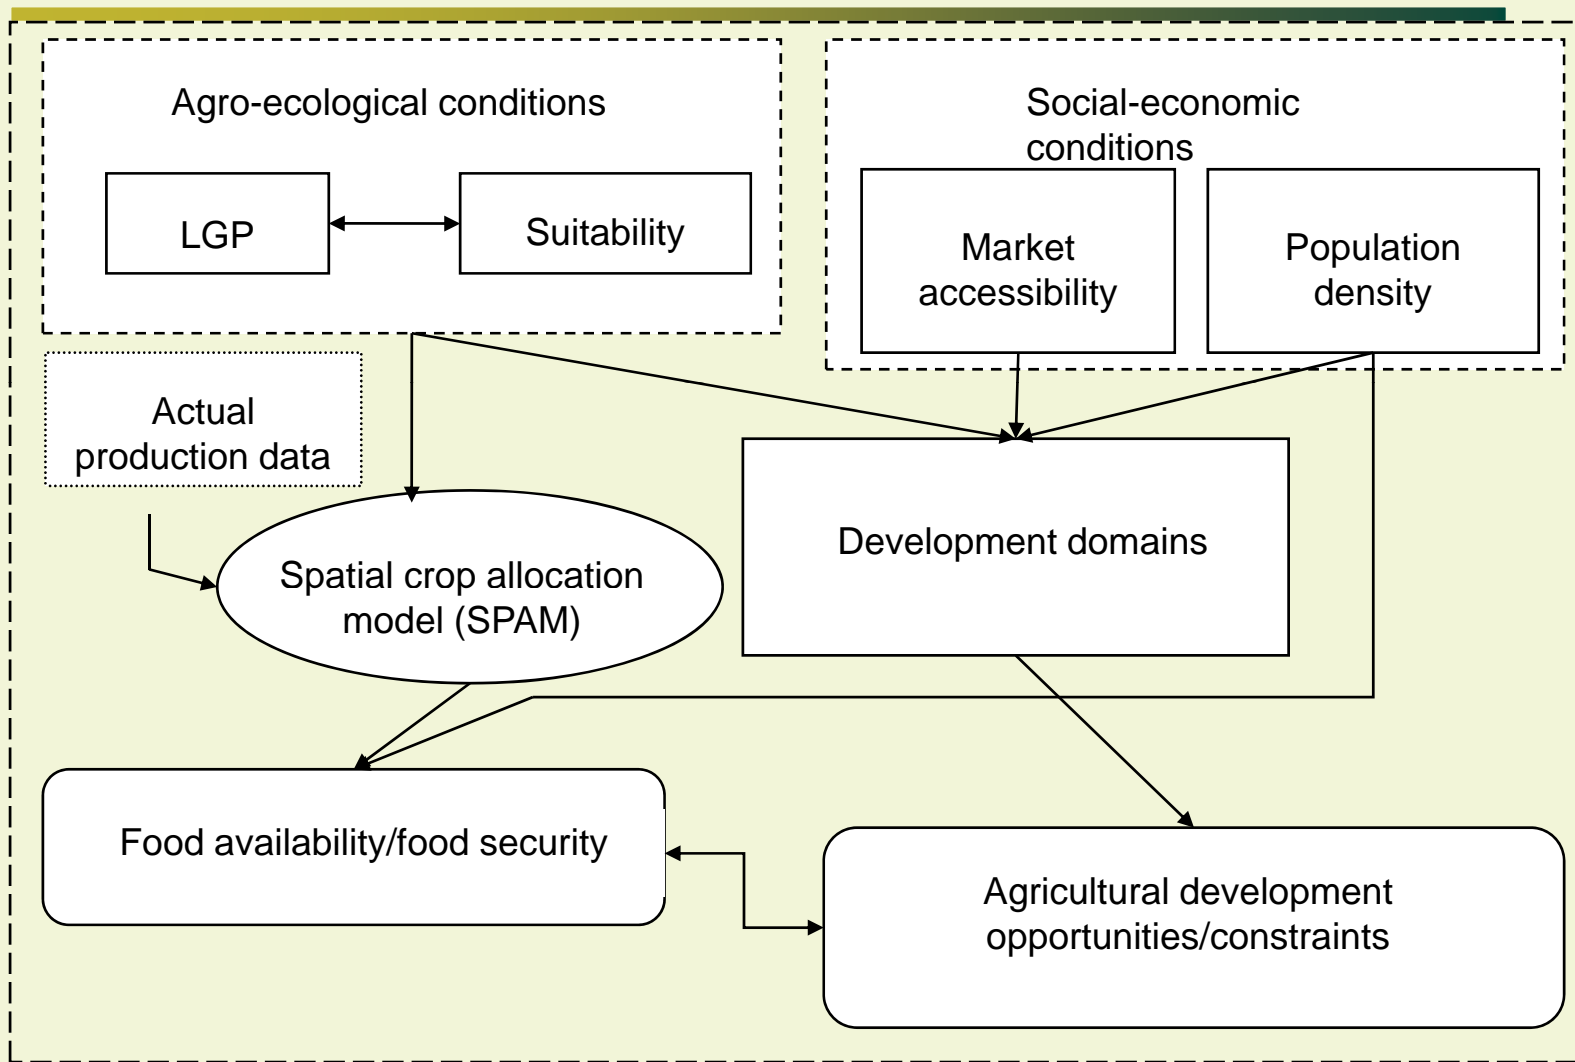 Agro-ecological conditions
Social-economic
conditions
LGP
Suitability
Market
accessibility
Population
density
Actual
production data
Development domains
Spatial crop allocation
model (SPAM)
Food availability/food security
Agricultural development
opportunities/constraints